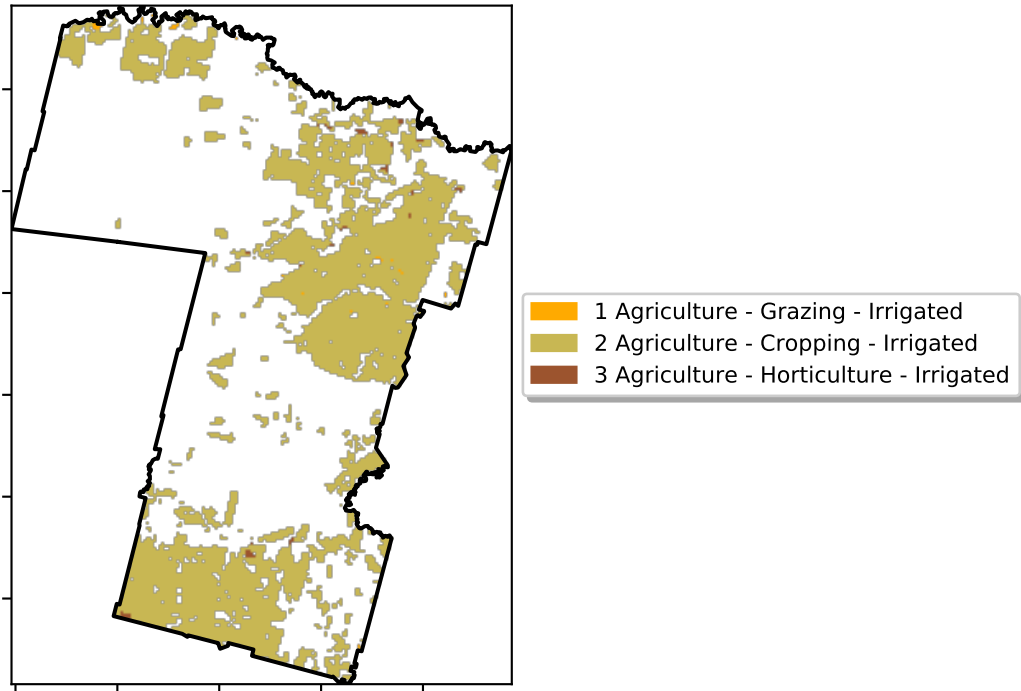 1 Agriculture - Grazing - Irrigated
2 Agriculture - Cropping - Irrigated
3 Agriculture - Horticulture - Irrigated